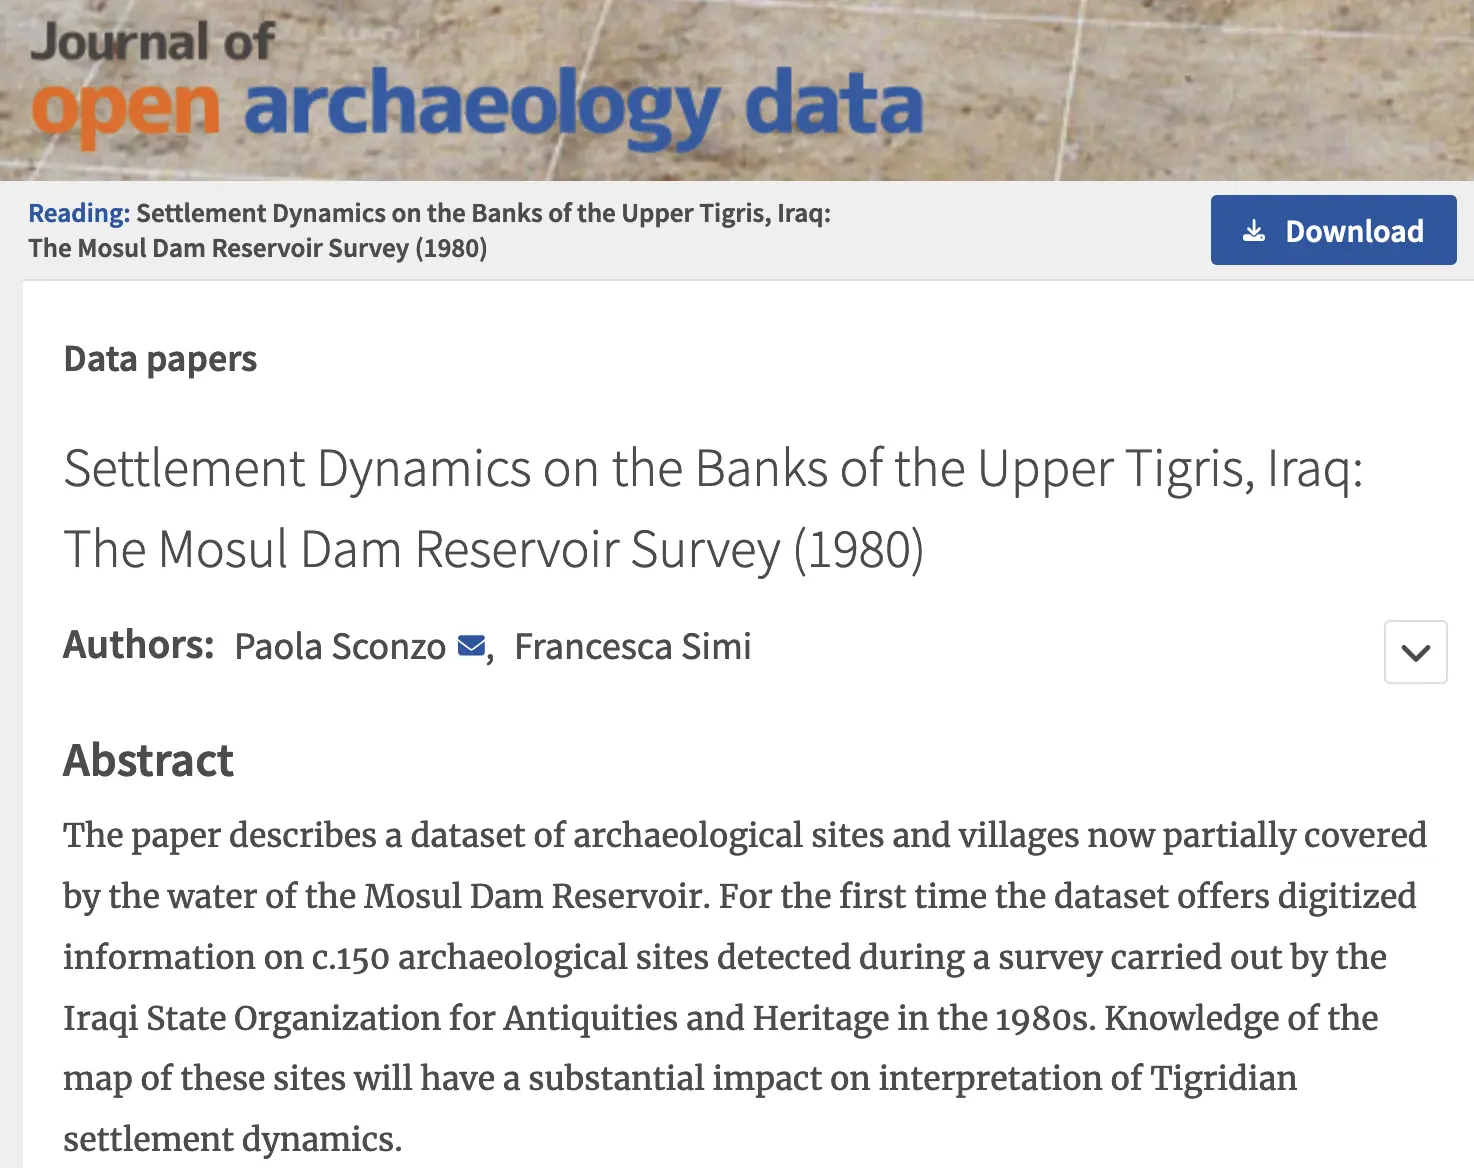 Journal of
open archaeology data
Reading: Settlement Dynamics on the Banks of the Upper Tigris, Iraq:
The Mosul Dam Reservoir Survey (1980)
Download
Data papers
Settlement Dynamics on the Banks of the Upper Tigris, Iraq:
The Mosul Dam Reservoir Survey (1980)
Authors: Paola Sconzo , Francesca Simi
Abstract
The paper describes a dataset of archaeological sites and villages now partially covered
by the water of the Mosul Dam Reservoir. For the first time the dataset offers digitized
information on c.150 archaeological sites detected during a survey carried out by the
Iraqi State Organization for Antiquities and Heritage in the 1980s. Knowledge of the
map of these sites will have a substantial impact on interpretation of Tigridian
settlement dynamics.